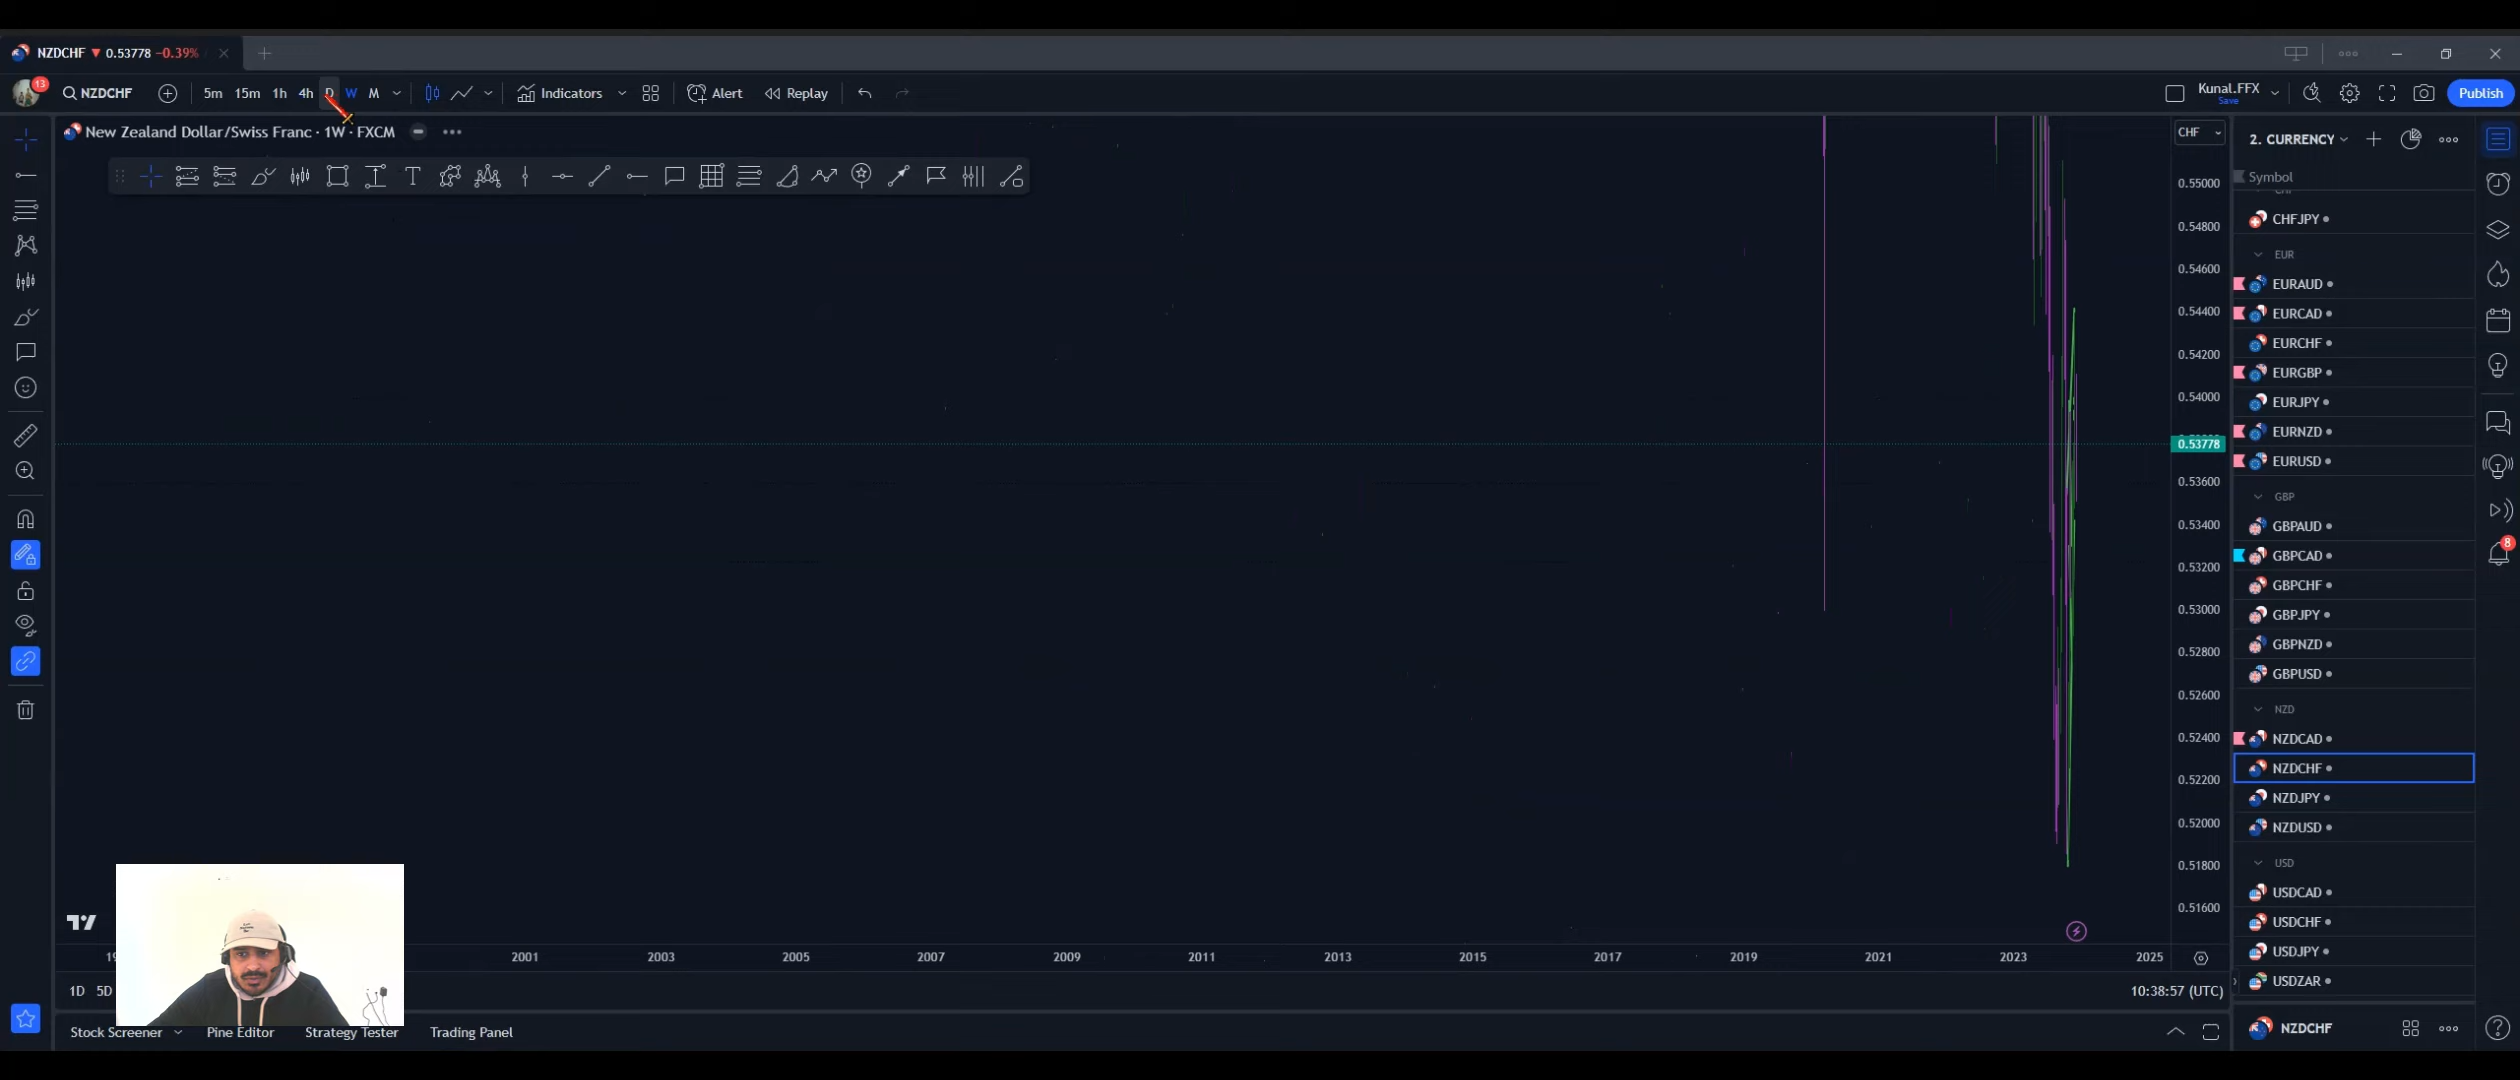 NZDCHF ▼ 0.53778 −0.39%
13
NZDCHF
5m 15m 1h 4h D W M
Indicators
Alert
Replay
Kunal.FFX
Save
Publish
New Zealand Dollar/Swiss Franc · 1W · FXCM
CHF
0.55000
0.54800
0.54600
0.54400
0.54200
0.54000
0.53778
0.53600
0.53400
0.53200
0.53000
0.52800
0.52600
0.52400
0.52200
0.52000
0.51800
0.51600
2001 2003 2005 2007 2009 2011 2013 2015 2017 2019 2021 2023 2025
1D 5D
10:38:57 (UTC)
Stock Screener
Pine Editor
Strategy Tester
Trading Panel
2. CURRENCY
Symbol
CHF
CHFJPY
EUR
EURAUD
EURCAD
EURCHF
EURGBP
EURJPY
EURNZD
EURUSD
GBP
GBPAUD
GBPCAD
GBPCHF
GBPJPY
GBPNZD
GBPUSD
NZD
NZDCAD
NZDCHF
NZDJPY
NZDUSD
USD
USDCAD
USDCHF
USDJPY
USDZAR
NZDCHF
8